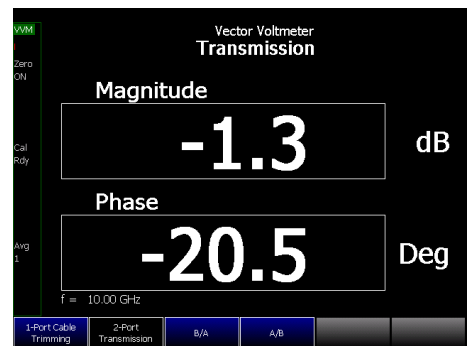 VVM
Vector Voltmeter
Transmission
Zero
ON
Magnitude
-1.3 dB
Cal
Rdy
Phase
-20.5 Deg
Avg
1
f = 10.00 GHz
1-Port Cable
Trimming
2-Port
Transmission
B/A
A/B